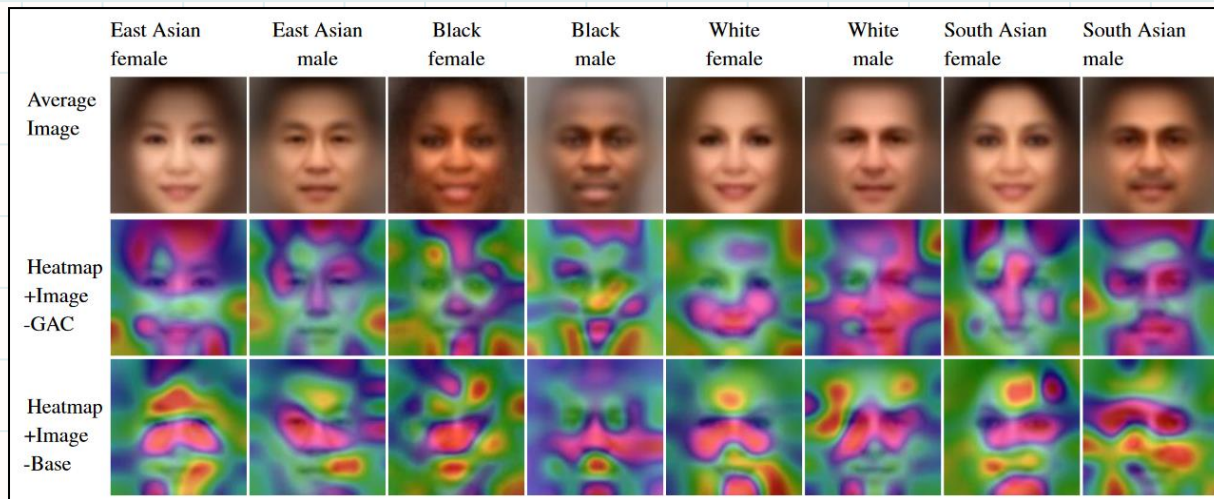 East Asian female
East Asian male
Black female
Black male
White female
White male
South Asian female
South Asian male
Average Image
Heatmap +Image -GAC
Heatmap +Image -Base